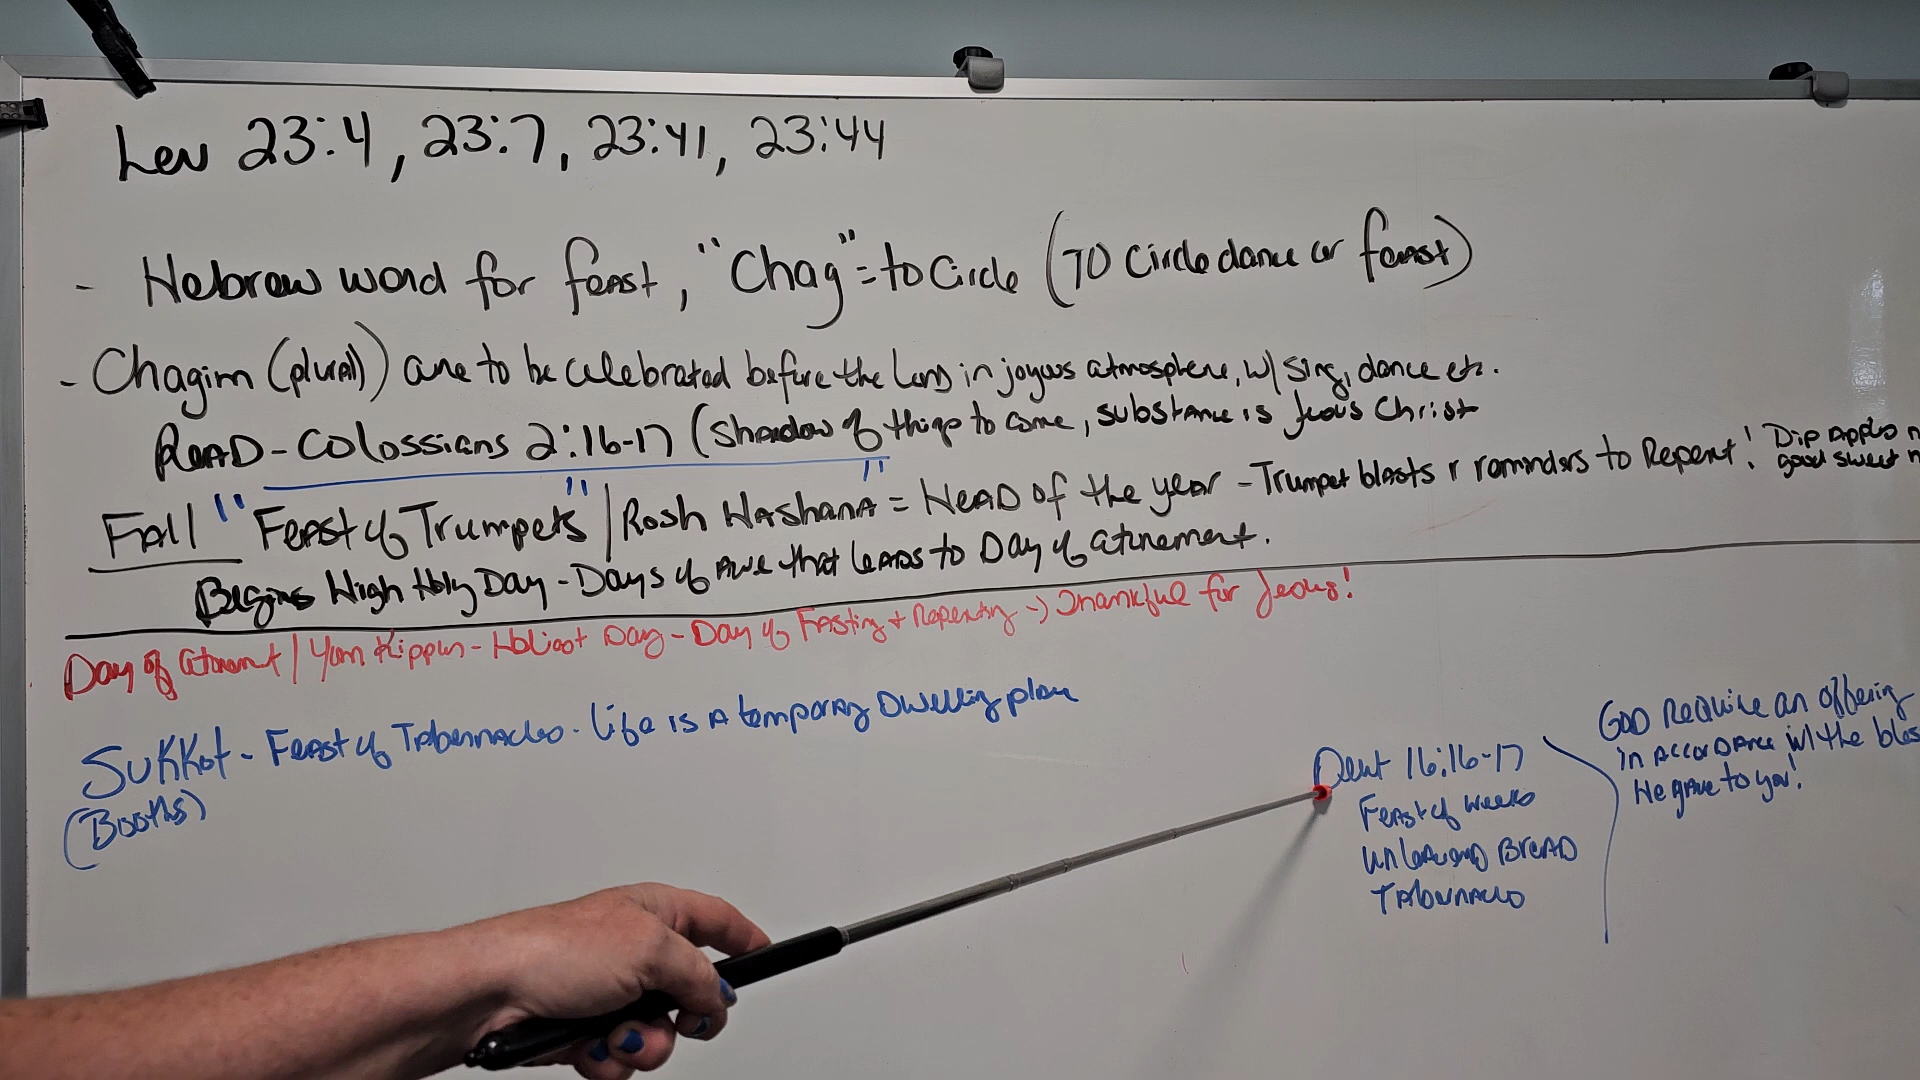 Lev 23:4, 23:7, 23:41, 23:44
- Hebrew word for feast, "Chag" = to Circle (TO Circle dance or feast)
- Chagim (plural) are to be celebrated before the Lord in joyous atmosphere, w/ sing, dance etc.
READ - Colossians 2:16-17 (Shadow of things to come, substance is Jesus Christ
Fall "Feast of Trumpets" | Rosh Hashana" = HEAD of the year - Trumpet blasts r reminders to Repent! Dip Apples
good sweet
Begins High Holy Day - Days of Awe that leads to Day of atonement.
Day of atonement / Yom Kippur - Holiest Day - Day of Fasting + Repenting -> Thankful for Jesus!
Sukkot - Feast of Tabernacles. Life is A temporary Dwelling place
(Booths)
Deut 16:16-17
Feast of weeks
unleavened BreAD
Tabernacles
GOD Require an offering
in AccorDance w/ the
He gave to you!